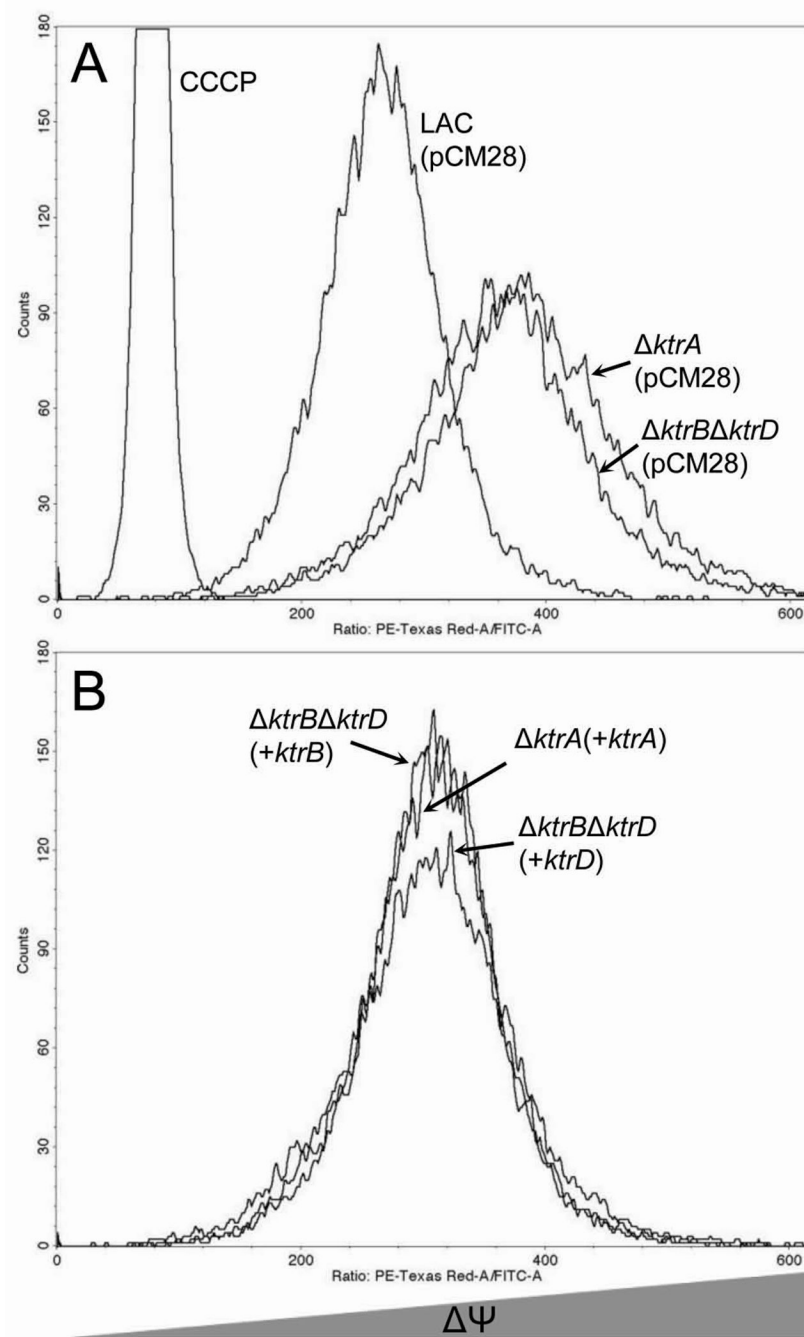 A
180
150
120
90
60
30
0
Counts
CCCP
LAC
(pCM28)
ΔktrA
(pCM28)
ΔktrBΔktrD
(pCM28)
0 200 400 600
Ratio: PE-Texas Red-A/FITC-A
B
180
150
120
90
60
30
0
Counts
ΔktrBΔktrD
(+ktrB)
ΔktrA(+ktrA)
ΔktrBΔktrD
(+ktrD)
0 200 400 600
Ratio: PE-Texas Red-A/FITC-A
ΔΨ